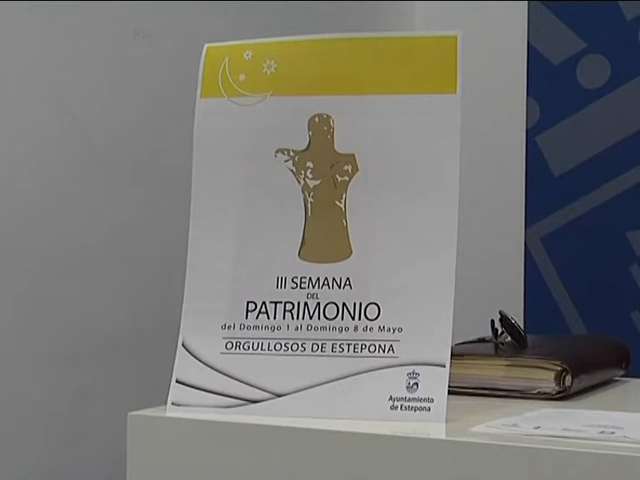 III SEMANA
DEL
PATRIMONIO
del Domingo 1 al Domingo 8 de Mayo
ORGULLOSOS DE ESTEPONA
Ayuntamiento
de Estepona